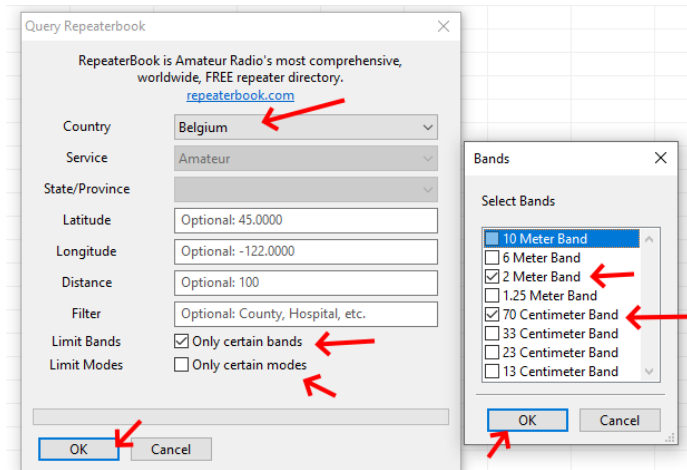 Query Repeaterbook
RepeaterBook is Amateur Radio's most comprehensive,
worldwide, FREE repeater directory.
repeaterbook.com
Country Belgium
Service Amateur
State/Province
Latitude Optional: 45.0000
Longitude Optional: -122.0000
Distance Optional: 100
Filter Optional: County, Hospital, etc.
Limit Bands Only certain bands
Limit Modes Only certain modes
OK Cancel
Bands
Select Bands
10 Meter Band
6 Meter Band
2 Meter Band
1.25 Meter Band
70 Centimeter Band
33 Centimeter Band
23 Centimeter Band
13 Centimeter Band
OK Cancel